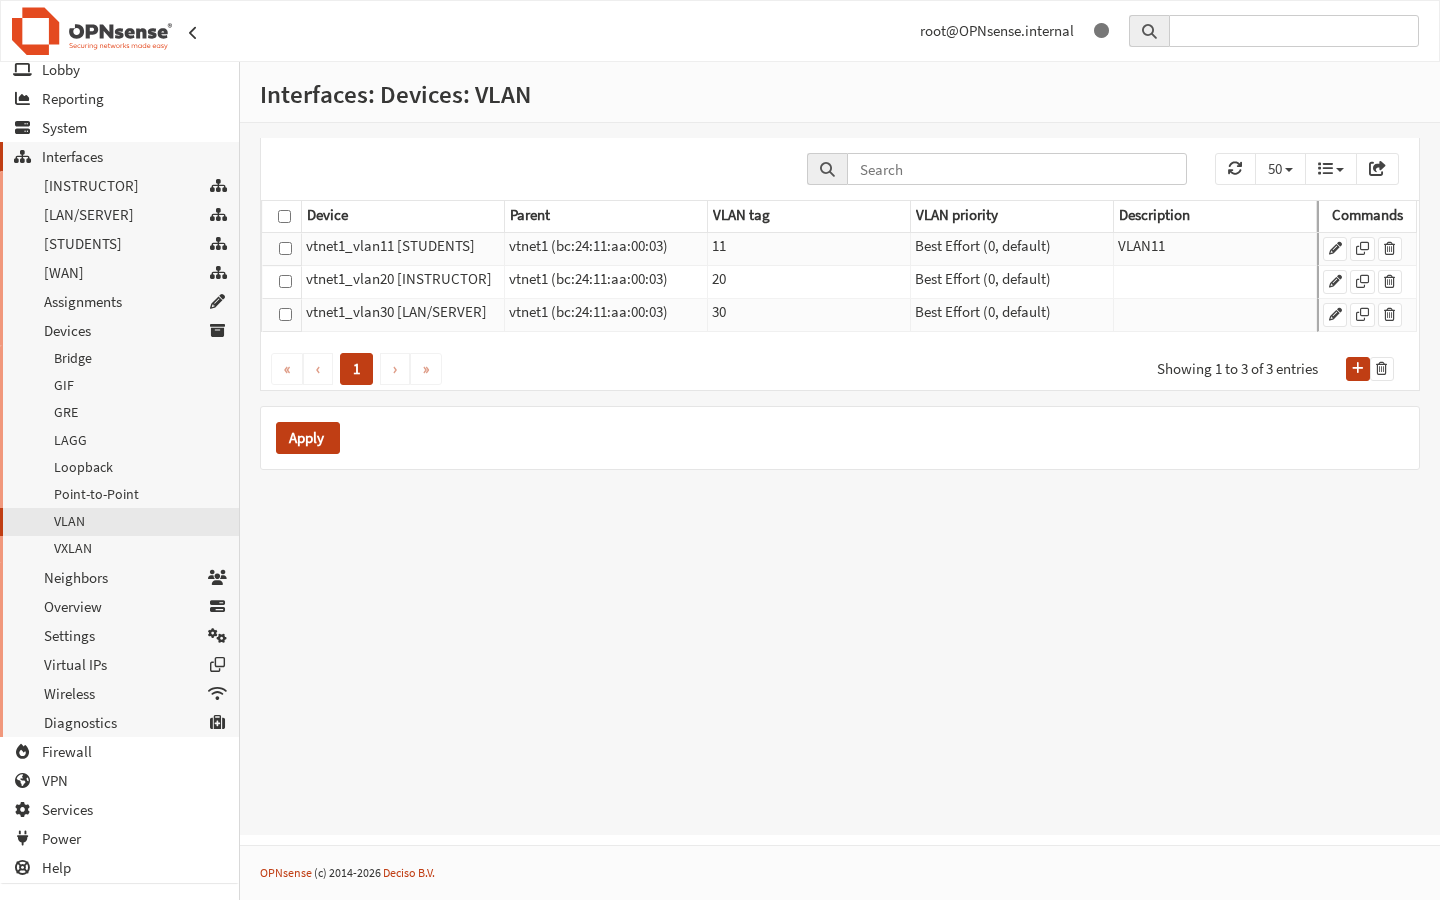 OPNsense®
Securing networks made easy
root@OPNsense.internal
Lobby
Reporting
System
Interfaces
[INSTRUCTOR]
[LAN/SERVER]
[STUDENTS]
[WAN]
Assignments
Devices
Bridge
GIF
GRE
LAGG
Loopback
Point-to-Point
VLAN
VXLAN
Neighbors
Overview
Settings
Virtual IPs
Wireless
Diagnostics
Firewall
VPN
Services
Power
Help
Interfaces: Devices: VLAN
Search
50
Device Parent VLAN tag VLAN priority Description Commands
vtnet1_vlan11 [STUDENTS] vtnet1 (bc:24:11:aa:00:03) 11 Best Effort (0, default) VLAN11
vtnet1_vlan20 [INSTRUCTOR] vtnet1 (bc:24:11:aa:00:03) 20 Best Effort (0, default)
vtnet1_vlan30 [LAN/SERVER] vtnet1 (bc:24:11:aa:00:03) 30 Best Effort (0, default)
« ‹ 1 › »
Showing 1 to 3 of 3 entries
Apply
OPNsense (c) 2014-2026 Deciso B.V.